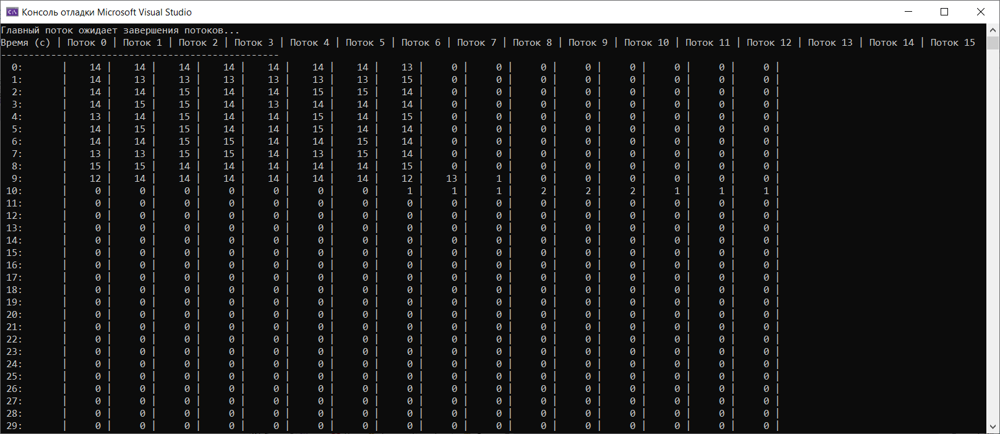 Консоль отладки Microsoft Visual Studio
Главный поток ожидает завершения потоков...
Время (с) | Поток 0 | Поток 1 | Поток 2 | Поток 3 | Поток 4 | Поток 5 | Поток 6 | Поток 7 | Поток 8 | Поток 9 | Поток 10 | Поток 11 | Поток 12 | Поток 13 | Поток 14 | Поток 15
--------------------------------------------------
0: | 14 | 14 | 14 | 14 | 14 | 14 | 14 | 13 | 0 | 0 | 0 | 0 | 0 | 0 | 0 | 0 |
1: | 14 | 13 | 13 | 13 | 13 | 13 | 13 | 15 | 0 | 0 | 0 | 0 | 0 | 0 | 0 | 0 |
2: | 14 | 14 | 15 | 14 | 14 | 15 | 15 | 14 | 0 | 0 | 0 | 0 | 0 | 0 | 0 | 0 |
3: | 14 | 15 | 15 | 14 | 13 | 14 | 14 | 14 | 0 | 0 | 0 | 0 | 0 | 0 | 0 | 0 |
4: | 13 | 14 | 15 | 14 | 14 | 15 | 14 | 15 | 0 | 0 | 0 | 0 | 0 | 0 | 0 | 0 |
5: | 14 | 15 | 15 | 14 | 14 | 15 | 14 | 14 | 0 | 0 | 0 | 0 | 0 | 0 | 0 | 0 |
6: | 14 | 14 | 15 | 15 | 14 | 14 | 15 | 14 | 0 | 0 | 0 | 0 | 0 | 0 | 0 | 0 |
7: | 13 | 13 | 15 | 15 | 14 | 13 | 15 | 14 | 0 | 0 | 0 | 0 | 0 | 0 | 0 | 0 |
8: | 15 | 15 | 14 | 14 | 14 | 14 | 14 | 15 | 0 | 0 | 0 | 0 | 0 | 0 | 0 | 0 |
9: | 12 | 14 | 14 | 14 | 14 | 14 | 14 | 12 | 13 | 1 | 0 | 0 | 0 | 0 | 0 | 0 |
10: | 0 | 0 | 0 | 0 | 0 | 0 | 0 | 1 | 1 | 1 | 2 | 2 | 2 | 1 | 1 | 1 |
11: | 0 | 0 | 0 | 0 | 0 | 0 | 0 | 0 | 0 | 0 | 0 | 0 | 0 | 0 | 0 | 0 |
12: | 0 | 0 | 0 | 0 | 0 | 0 | 0 | 0 | 0 | 0 | 0 | 0 | 0 | 0 | 0 | 0 |
13: | 0 | 0 | 0 | 0 | 0 | 0 | 0 | 0 | 0 | 0 | 0 | 0 | 0 | 0 | 0 | 0 |
14: | 0 | 0 | 0 | 0 | 0 | 0 | 0 | 0 | 0 | 0 | 0 | 0 | 0 | 0 | 0 | 0 |
15: | 0 | 0 | 0 | 0 | 0 | 0 | 0 | 0 | 0 | 0 | 0 | 0 | 0 | 0 | 0 | 0 |
16: | 0 | 0 | 0 | 0 | 0 | 0 | 0 | 0 | 0 | 0 | 0 | 0 | 0 | 0 | 0 | 0 |
17: | 0 | 0 | 0 | 0 | 0 | 0 | 0 | 0 | 0 | 0 | 0 | 0 | 0 | 0 | 0 | 0 |
18: | 0 | 0 | 0 | 0 | 0 | 0 | 0 | 0 | 0 | 0 | 0 | 0 | 0 | 0 | 0 | 0 |
19: | 0 | 0 | 0 | 0 | 0 | 0 | 0 | 0 | 0 | 0 | 0 | 0 | 0 | 0 | 0 | 0 |
20: | 0 | 0 | 0 | 0 | 0 | 0 | 0 | 0 | 0 | 0 | 0 | 0 | 0 | 0 | 0 | 0 |
21: | 0 | 0 | 0 | 0 | 0 | 0 | 0 | 0 | 0 | 0 | 0 | 0 | 0 | 0 | 0 | 0 |
22: | 0 | 0 | 0 | 0 | 0 | 0 | 0 | 0 | 0 | 0 | 0 | 0 | 0 | 0 | 0 | 0 |
23: | 0 | 0 | 0 | 0 | 0 | 0 | 0 | 0 | 0 | 0 | 0 | 0 | 0 | 0 | 0 | 0 |
24: | 0 | 0 | 0 | 0 | 0 | 0 | 0 | 0 | 0 | 0 | 0 | 0 | 0 | 0 | 0 | 0 |
25: | 0 | 0 | 0 | 0 | 0 | 0 | 0 | 0 | 0 | 0 | 0 | 0 | 0 | 0 | 0 | 0 |
26: | 0 | 0 | 0 | 0 | 0 | 0 | 0 | 0 | 0 | 0 | 0 | 0 | 0 | 0 | 0 | 0 |
27: | 0 | 0 | 0 | 0 | 0 | 0 | 0 | 0 | 0 | 0 | 0 | 0 | 0 | 0 | 0 | 0 |
28: | 0 | 0 | 0 | 0 | 0 | 0 | 0 | 0 | 0 | 0 | 0 | 0 | 0 | 0 | 0 | 0 |
29: | 0 | 0 | 0 | 0 | 0 | 0 | 0 | 0 | 0 | 0 | 0 | 0 | 0 | 0 | 0 | 0 |